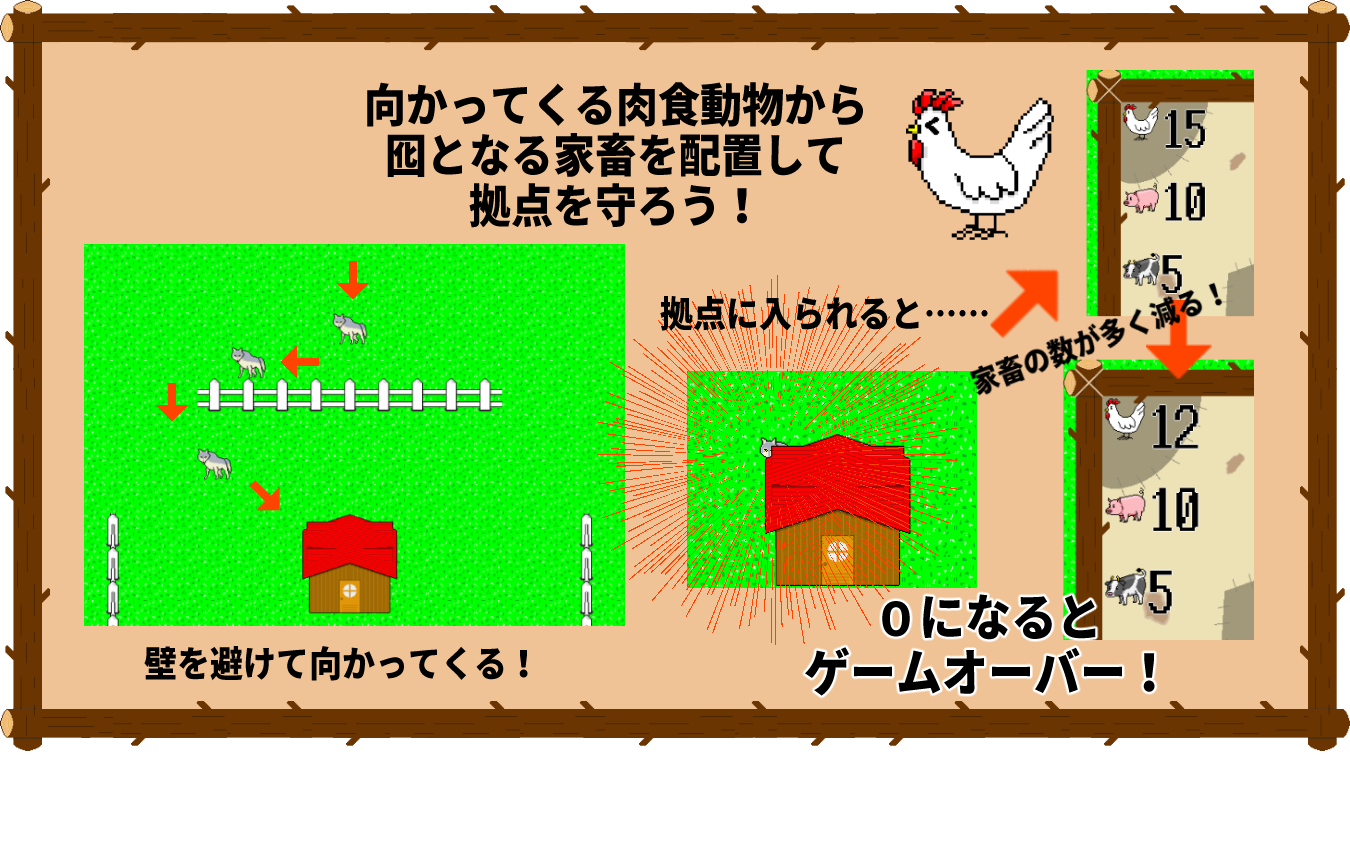 向かってくる肉食動物から
囮となる家畜を配置して
拠点を守ろう！
15
10
5
拠点に入られると……
家畜の数が多く減る！
12
10
5
壁を避けて向かってくる！
０になると
ゲームオーバー！